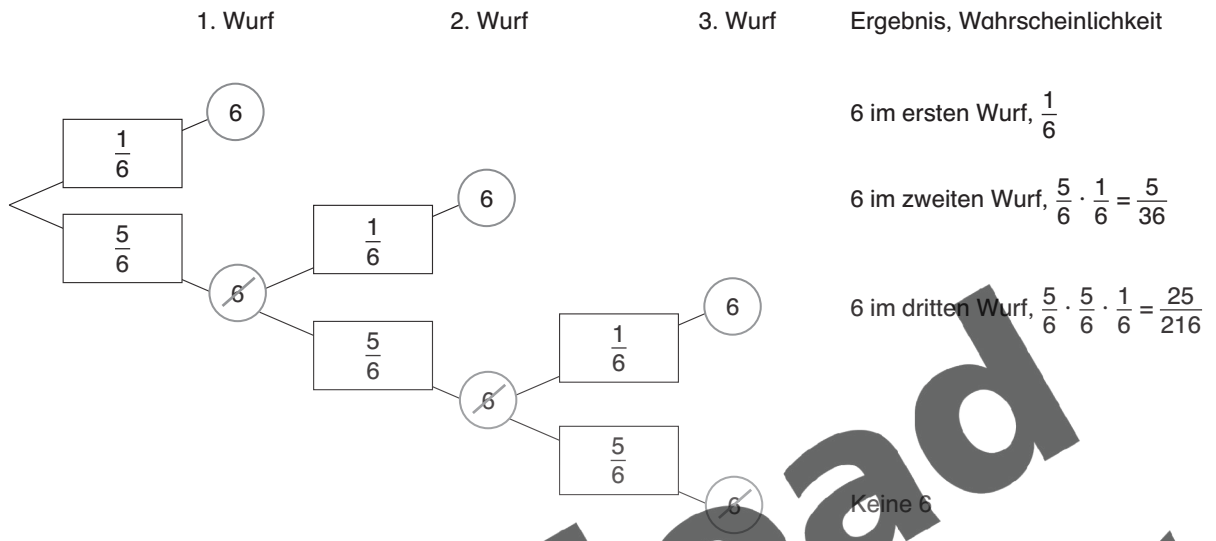 1. Wurf 2. Wurf 3. Wurf Ergebnis, Wahrscheinlichkeit
6
6 im ersten Wurf, 1/6
1/6
6
6 im zweiten Wurf, 5/6 · 1/6 = 5/36
5/6
1/6
6
6
6 im dritten Wurf, 5/6 · 5/6 · 1/6 = 25/216
5/6
1/6
6
5/6
6
Keine 6
oad